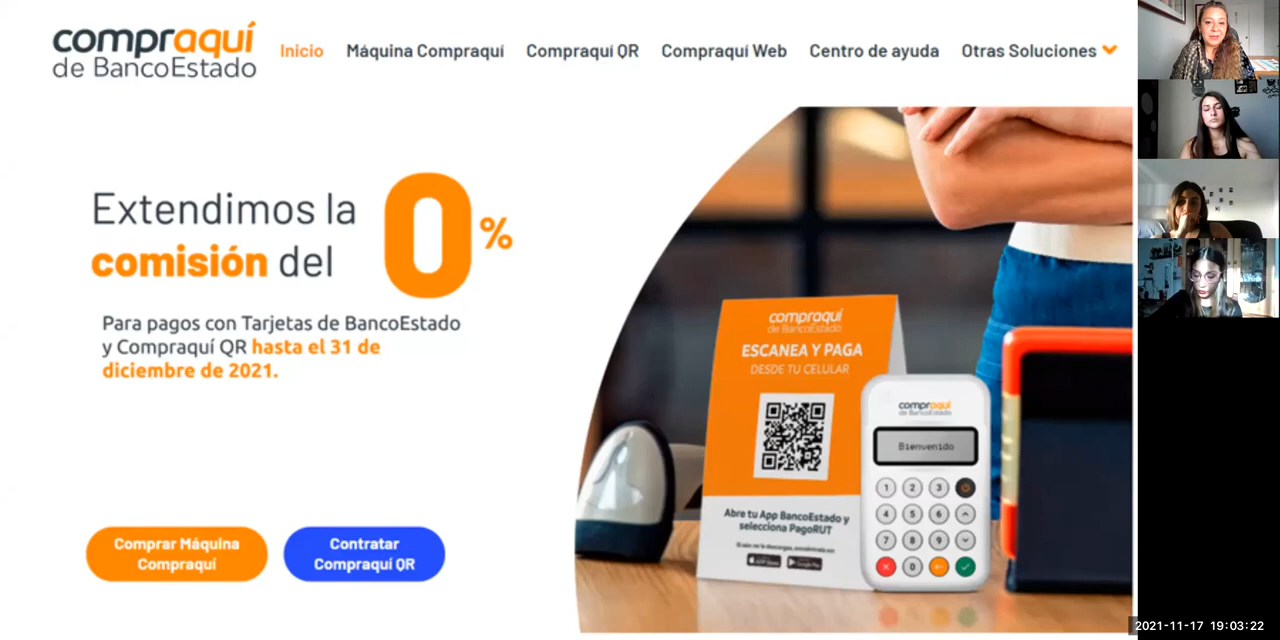 compraquí
de BancoEstado
Inicio
Máquina Compraquí
Compraquí QR
Compraquí Web
Centro de ayuda
Otras Soluciones
Extendimos la
comisión del
0%
Para pagos con Tarjetas de BancoEstado
y Compraquí QR hasta el 31 de
diciembre de 2021.
Comprar Máquina
Compraquí
Contratar
Compraquí QR
compraquí
de BancoEstado
ESCANEA Y PAGA
DESDE TU CELULAR
Abre tu App BancoEstado y
selecciona PagoRUT
compraquí
de BancoEstado
Bienvenido
1 2 3
4 5 6
7 8 9
0
2021-11-17 19:03:22